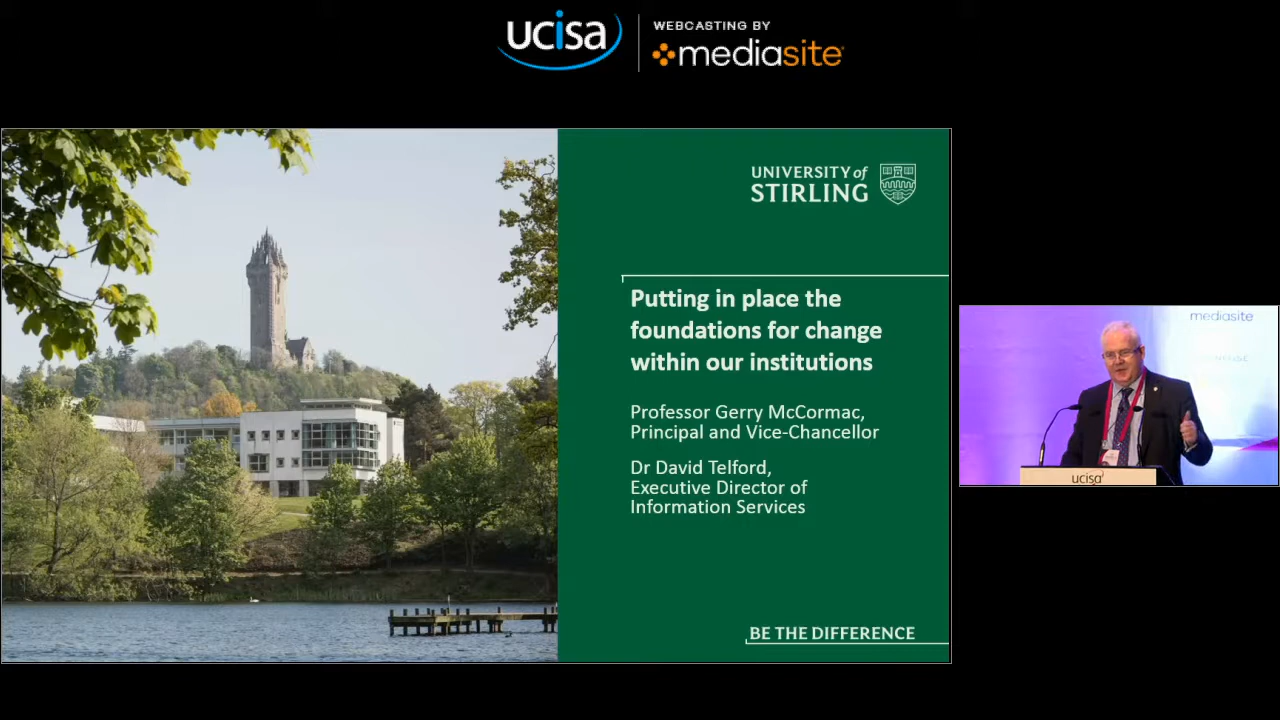 ucisa
WEBCASTING BY
mediasite
UNIVERSITY of
STIRLING
Putting in place the
foundations for change
within our institutions
Professor Gerry McCormac,
Principal and Vice-Chancellor
Dr David Telford,
Executive Director of
Information Services
BE THE DIFFERENCE
mediasite
ucisa